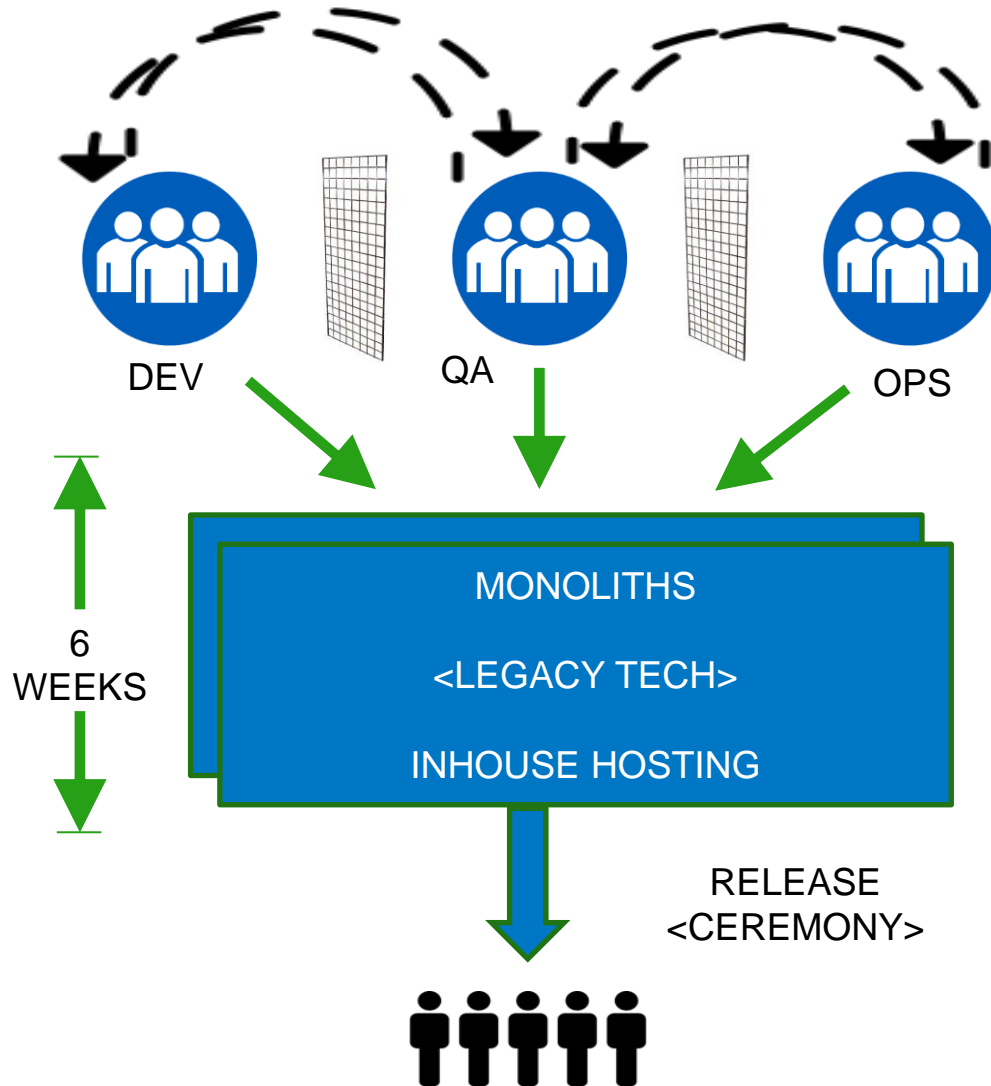 DEV
QA
OPS
6
WEEKS
MONOLITHS
<LEGACY TECH>
INHOUSE HOSTING
RELEASE
<CEREMONY>